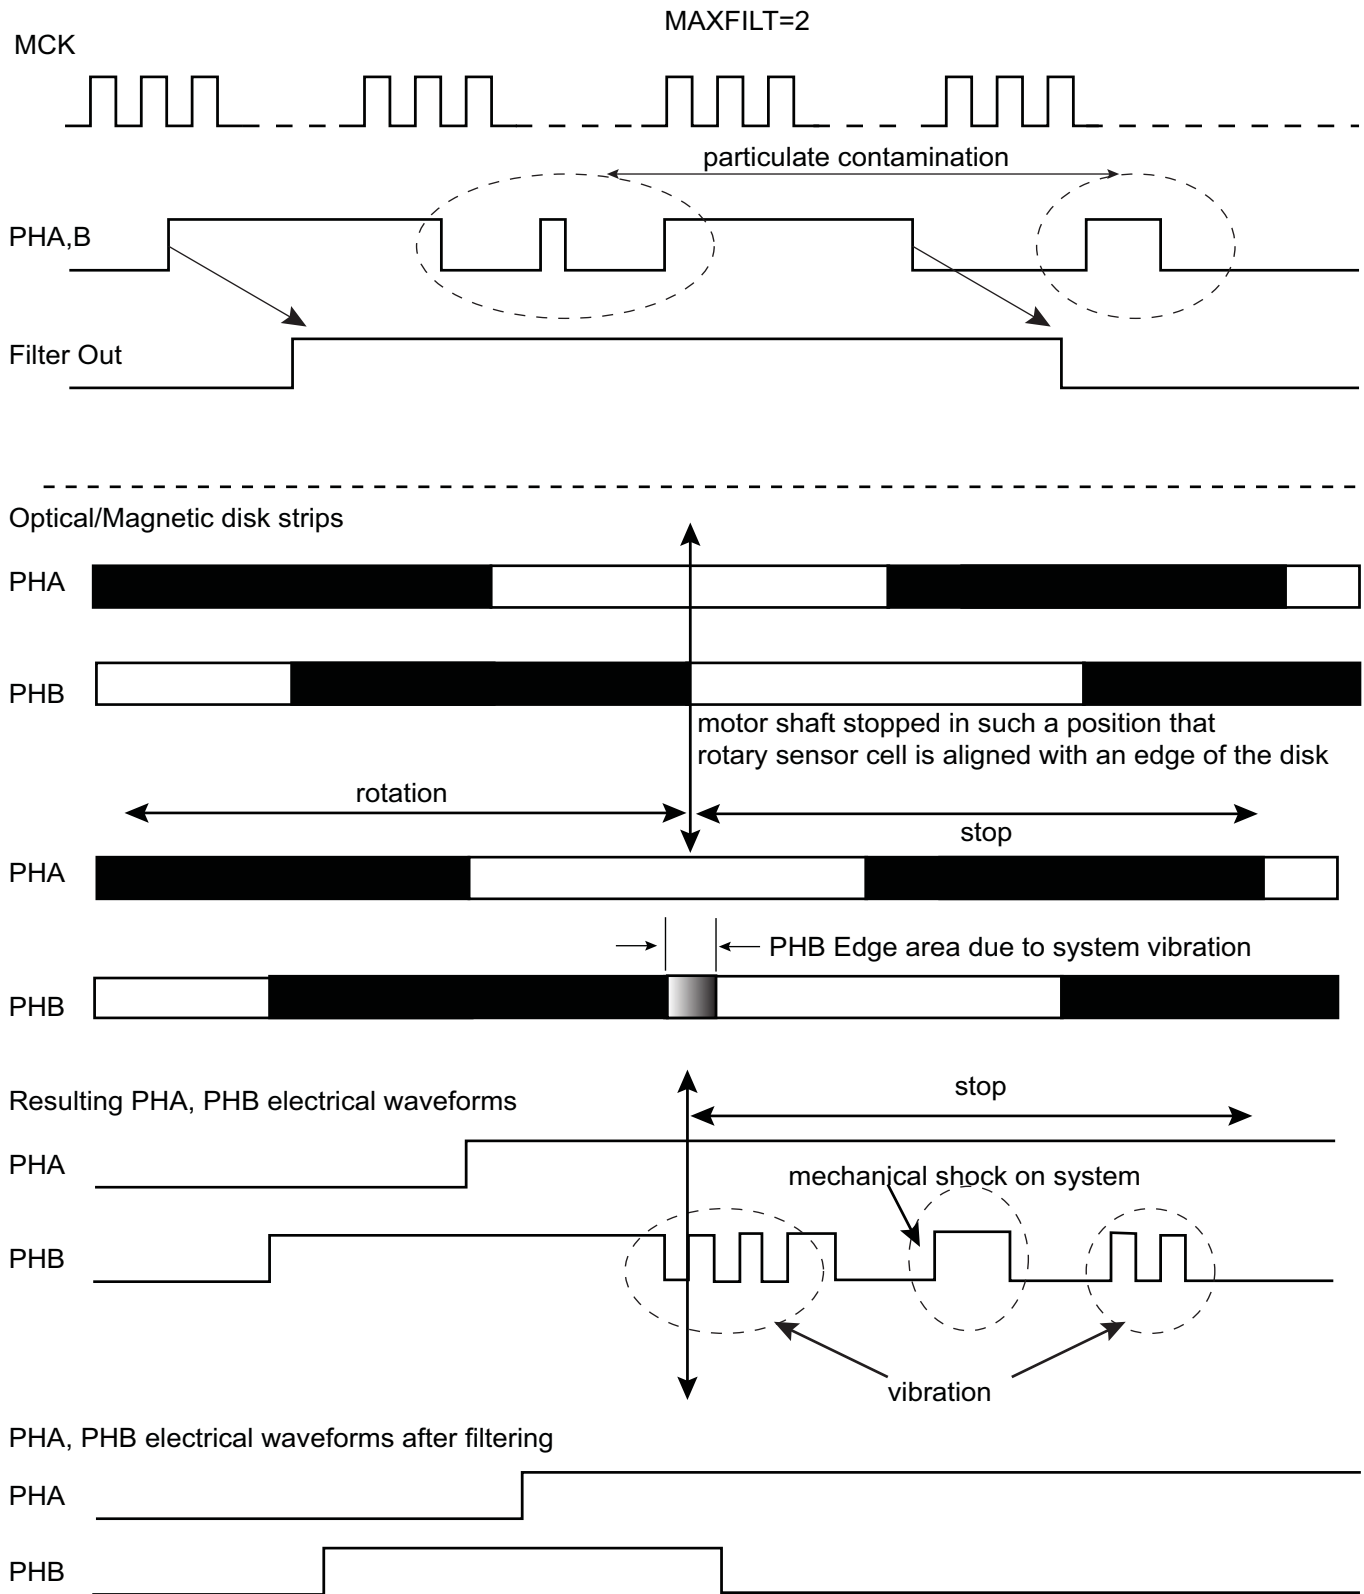 MAXFILT=2
MCK
particulate contamination
PHA,B
Filter Out
Optical/Magnetic disk strips
PHA
PHB
motor shaft stopped in such a position that
rotary sensor cell is aligned with an edge of the disk
rotation
stop
PHA
PHB Edge area due to system vibration
PHB
stop
Resulting PHA, PHB electrical waveforms
PHA
mechanical shock on system
PHB
vibration
PHA, PHB electrical waveforms after filtering
PHA
PHB